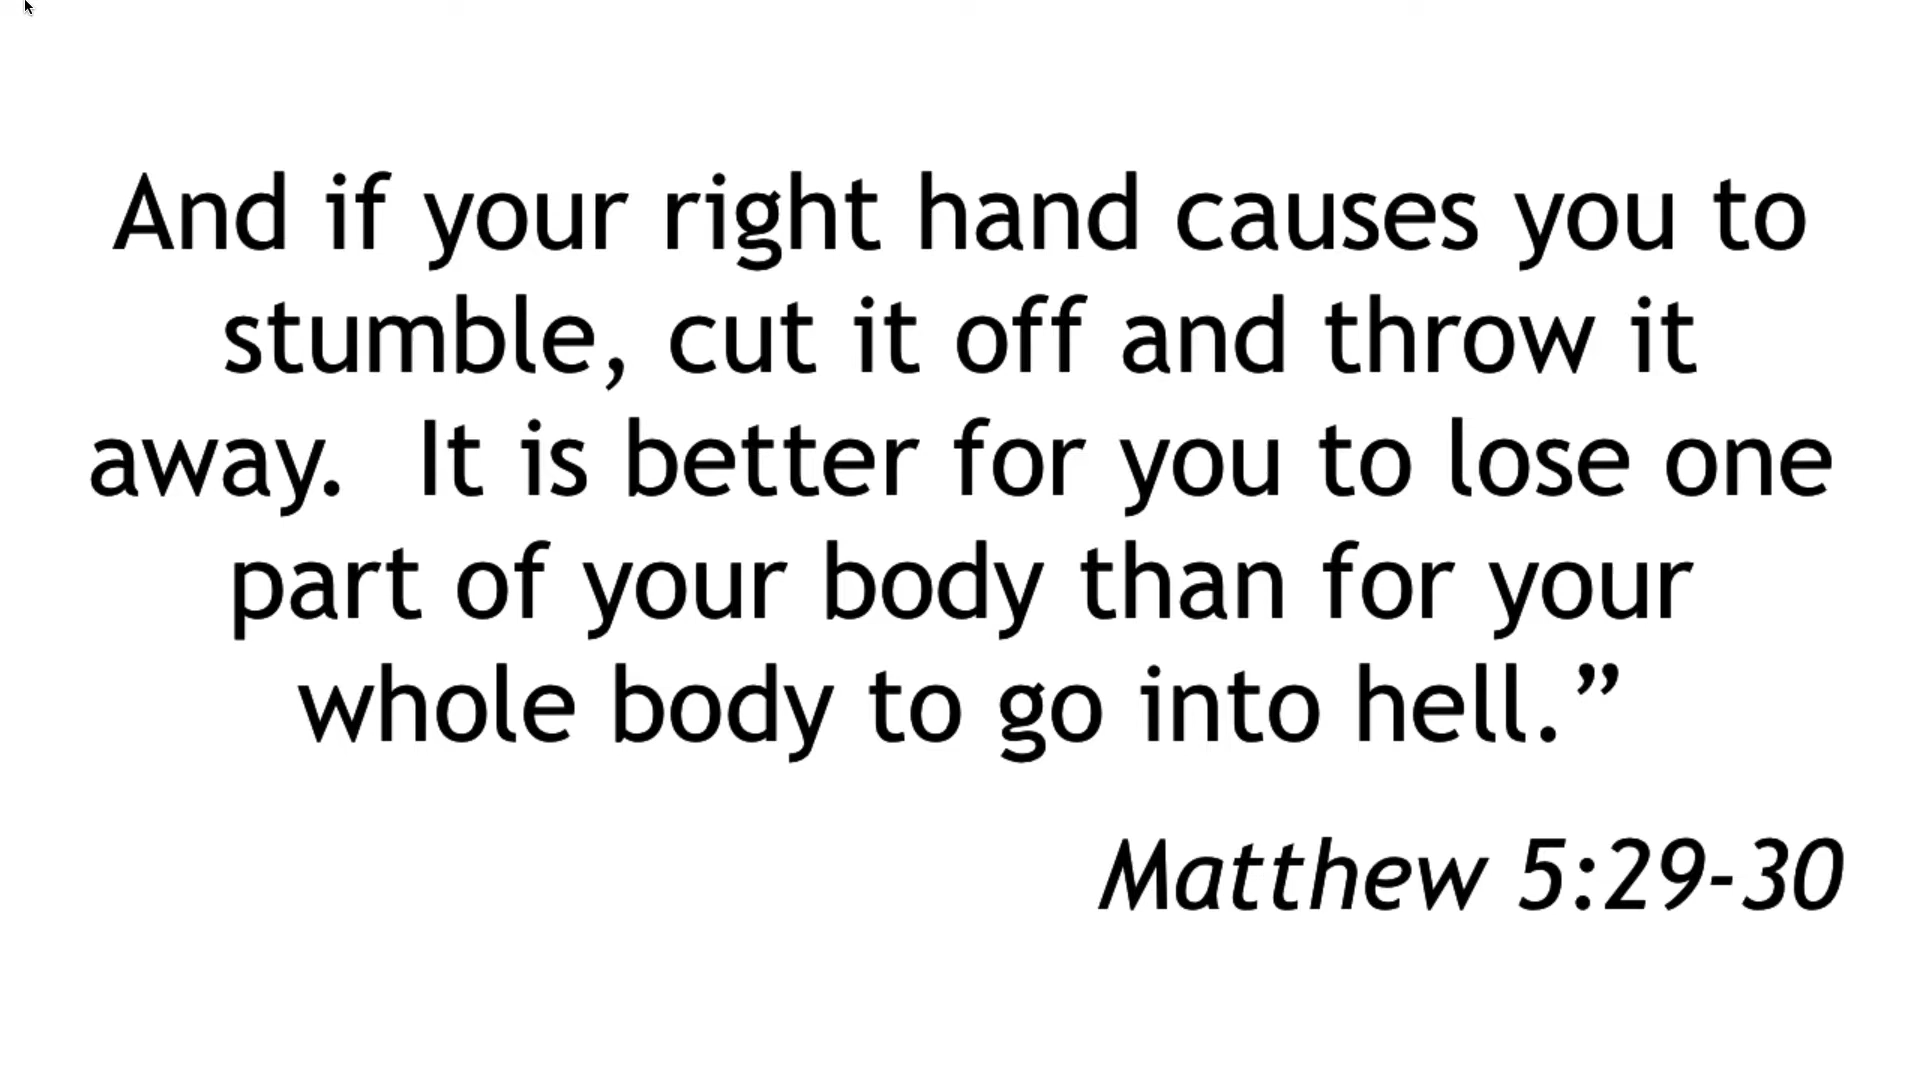 And if your right hand causes you to
stumble, cut it off and throw it
away.  It is better for you to lose one
part of your body than for your
whole body to go into hell.”
Matthew 5:29-30